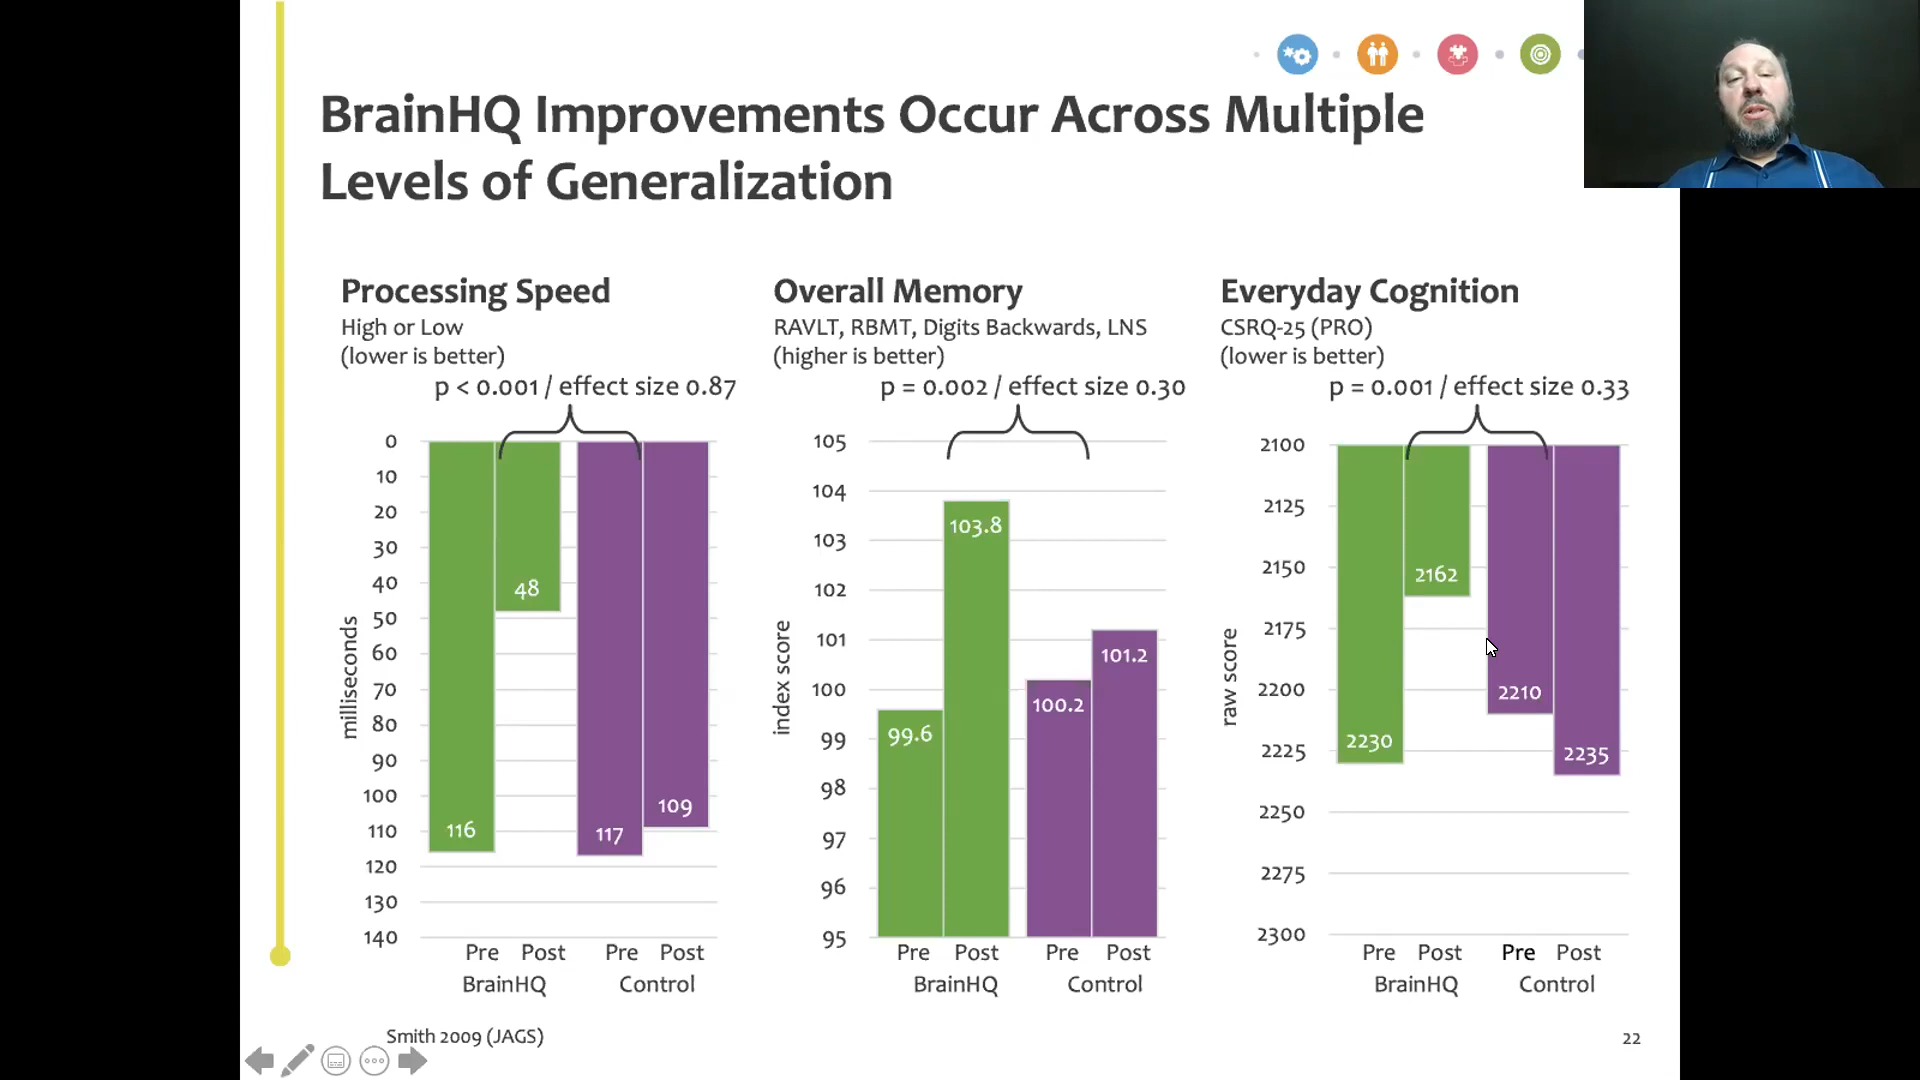 BrainHQ Improvements Occur Across Multiple
Levels of Generalization
Processing Speed
High or Low
(lower is better)
p < 0.001 / effect size 0.87
0
10
20
30
40
50
60
70
80
90
100
110
120
130
140
milliseconds
116
48
117
109
Pre Post Pre Post
BrainHQ Control
Overall Memory
RAVLT, RBMT, Digits Backwards, LNS
(higher is better)
p = 0.002 / effect size 0.30
105
104
103
102
101
100
99
98
97
96
95
index score
99.6
103.8
100.2
101.2
Pre Post Pre Post
BrainHQ Control
Everyday Cognition
CSRQ-25 (PRO)
(lower is better)
p = 0.001 / effect size 0.33
2100
2125
2150
2175
2200
2225
2250
2275
2300
raw score
2230
2162
2210
2235
Pre Post Pre Post
BrainHQ Control
Smith 2009 (JAGS)
22